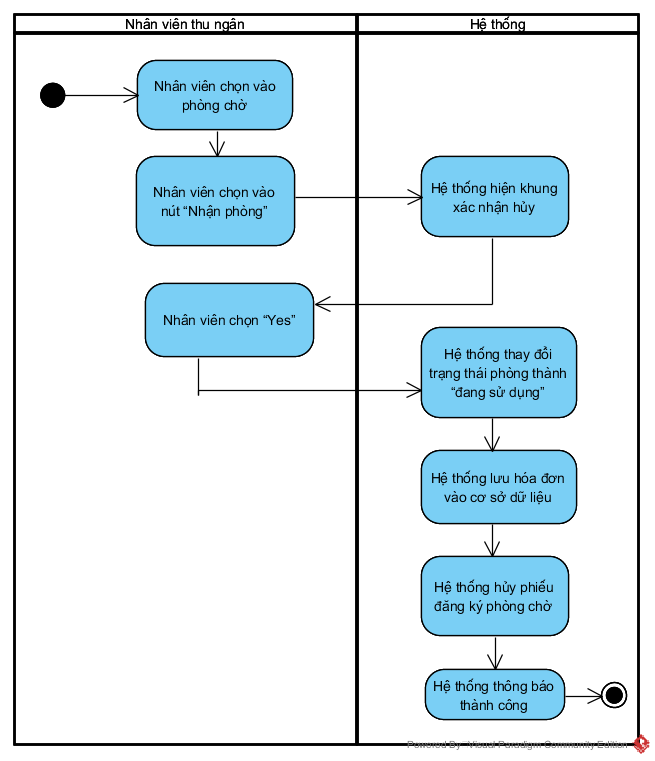 Nhân viên thu ngân
Hệ thống
Nhân viên chọn vào
phòng chờ
Nhân viên chọn vào
nút “Nhận phòng”
Hệ thống hiện khung
xác nhận hủy
Nhân viên chọn “Yes”
Hệ thống thay đổi
trạng thái phòng thành
“đang sử dụng”
Hệ thống lưu hóa đơn
vào cơ sở dữ liệu
Hệ thống hủy phiếu
đăng ký phòng chờ
Hệ thống thông báo
thành công
Powered By Visual Paradigm Community Edition